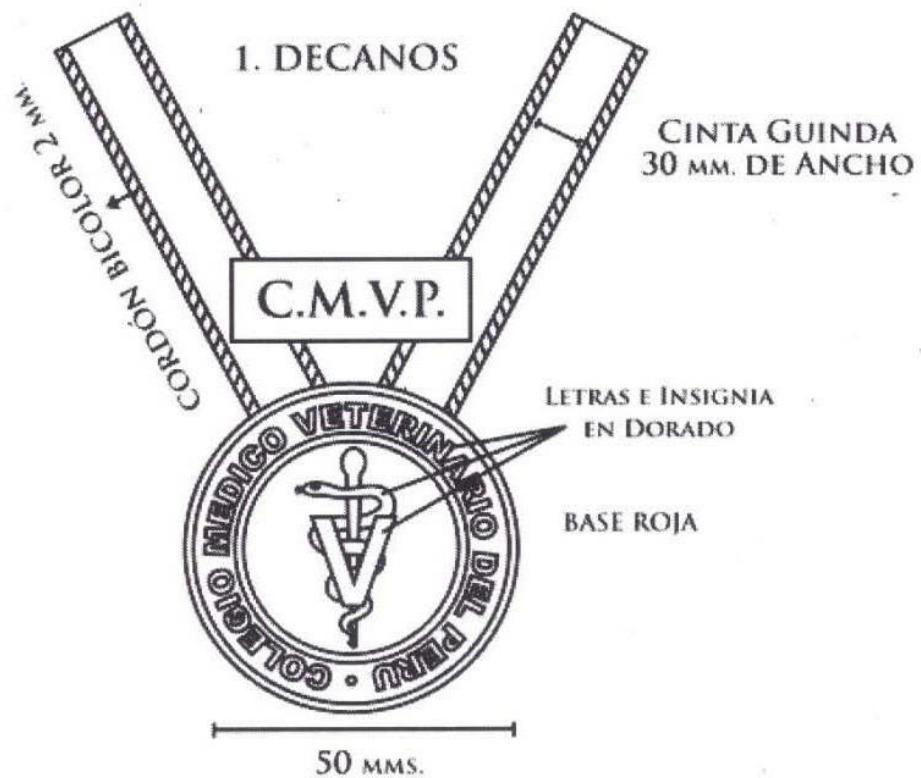 1. DECANOS
CORDÓN BICOLOR 2 MM.
CINTA GUINDA
30 MM. DE ANCHO
C.M.V.P.
LETRAS E INSIGNIA
EN DORADO
COLEGIO MEDICO VETERINARIO DEL PERU •
V
BASE ROJA
50 MMS.